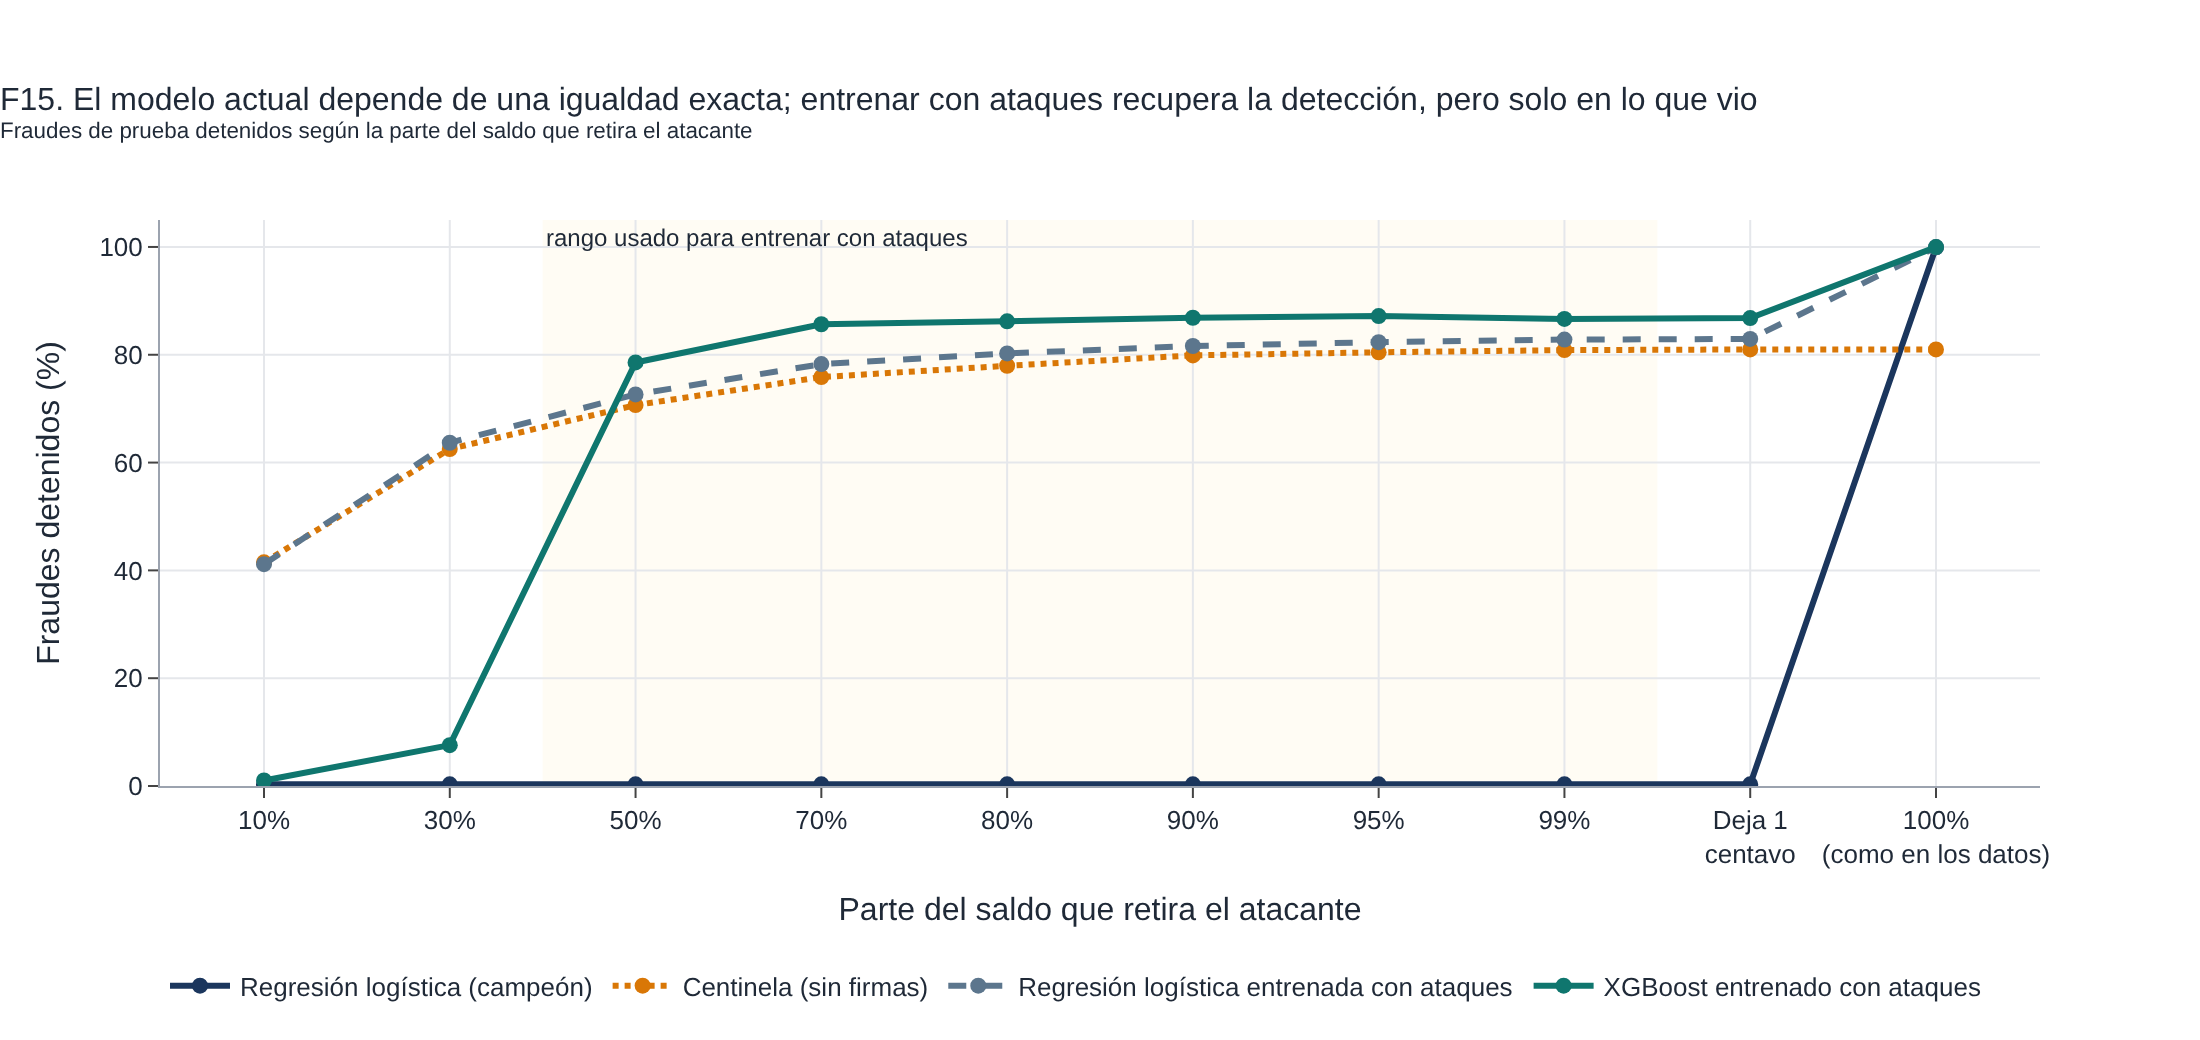 F15. El modelo actual depende de una igualdad exacta; entrenar con ataques recupera la detección, pero solo en lo que vio
Fraudes de prueba detenidos según la parte del saldo que retira el atacante
rango usado para entrenar con ataques
Fraudes detenidos (%)
100
80
60
40
20
0
10%
30%
50%
70%
80%
90%
95%
99%
Deja 1
centavo
100%
(como en los datos)
Parte del saldo que retira el atacante
Regresión logística (campeón)
Centinela (sin firmas)
Regresión logística entrenada con ataques
XGBoost entrenado con ataques